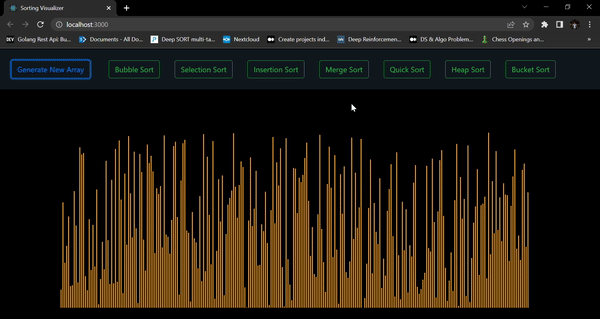 Sorting Visualizer
localhost:3000
DEV Golang Rest Api: Bu...
Documents - All Do...
Deep SORT multi-ta...
Nextcloud
Create projects ind...
Deep Reinforcemen...
DS & Algo Problem...
Chess Openings an...
»
Generate New Array
Bubble Sort
Selection Sort
Insertion Sort
Merge Sort
Quick Sort
Heap Sort
Bucket Sort